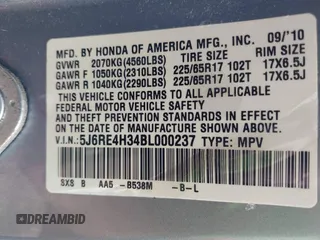 MFD. BY HONDA OF AMERICA MFG., INC. 09/'10
GVWR 2070KG(4560LBS) TIRE SIZE RIM SIZE
GAWR F 1050KG(2310LBS) 225/65R17 102T 17X6.5J
GAWR R 1040KG(2290LBS) 225/65R17 102T 17X6.5J
THIS VEHICLE CONFORMS TO ALL APPLICABLE
FEDERAL MOTOR VEHICLE SAFETY, BUMPER,
AND THEFT PREVENTION STANDARDS IN EFFECT ON
THE DATE OF MANUFACTURE SHOWN ABOVE.
V.I.N.: 5J6RE4H34BL000237 TYPE: MPV
SXS B AA5 -B538M -B-L
DREAMBID